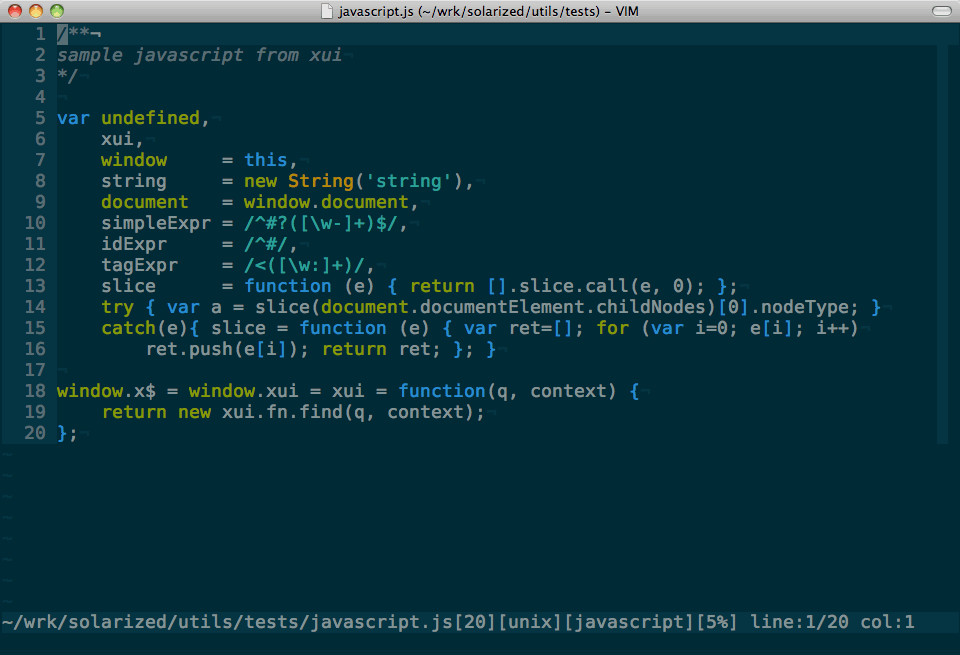 javascript.js (~/wrk/solarized/utils/tests) – VIM
1 /**¬
2 sample javascript from xui¬
3 */¬
4 ¬
5 var undefined,¬
6     xui,¬
7     window     = this,¬
8     string     = new String('string'),¬
9     document   = window.document,¬
10     simpleExpr = /^#?([\w-]+)$/,¬
11     idExpr     = /^#/,¬
12     tagExpr    = /<([\w:]+)/,¬
13     slice      = function (e) { return [].slice.call(e, 0); };¬
14     try { var a = slice(document.documentElement.childNodes)[0].nodeType; }¬
15     catch(e){ slice = function (e) { var ret=[]; for (var i=0; e[i]; i++)¬
16         ret.push(e[i]); return ret; }; }¬
17 ¬
18 window.x$ = window.xui = xui = function(q, context) {¬
19     return new xui.fn.find(q, context);¬
20 };¬
~
~
~
~
~
~
~
~
~/wrk/solarized/utils/tests/javascript.js[20][unix][javascript][5%] line:1/20 col:1